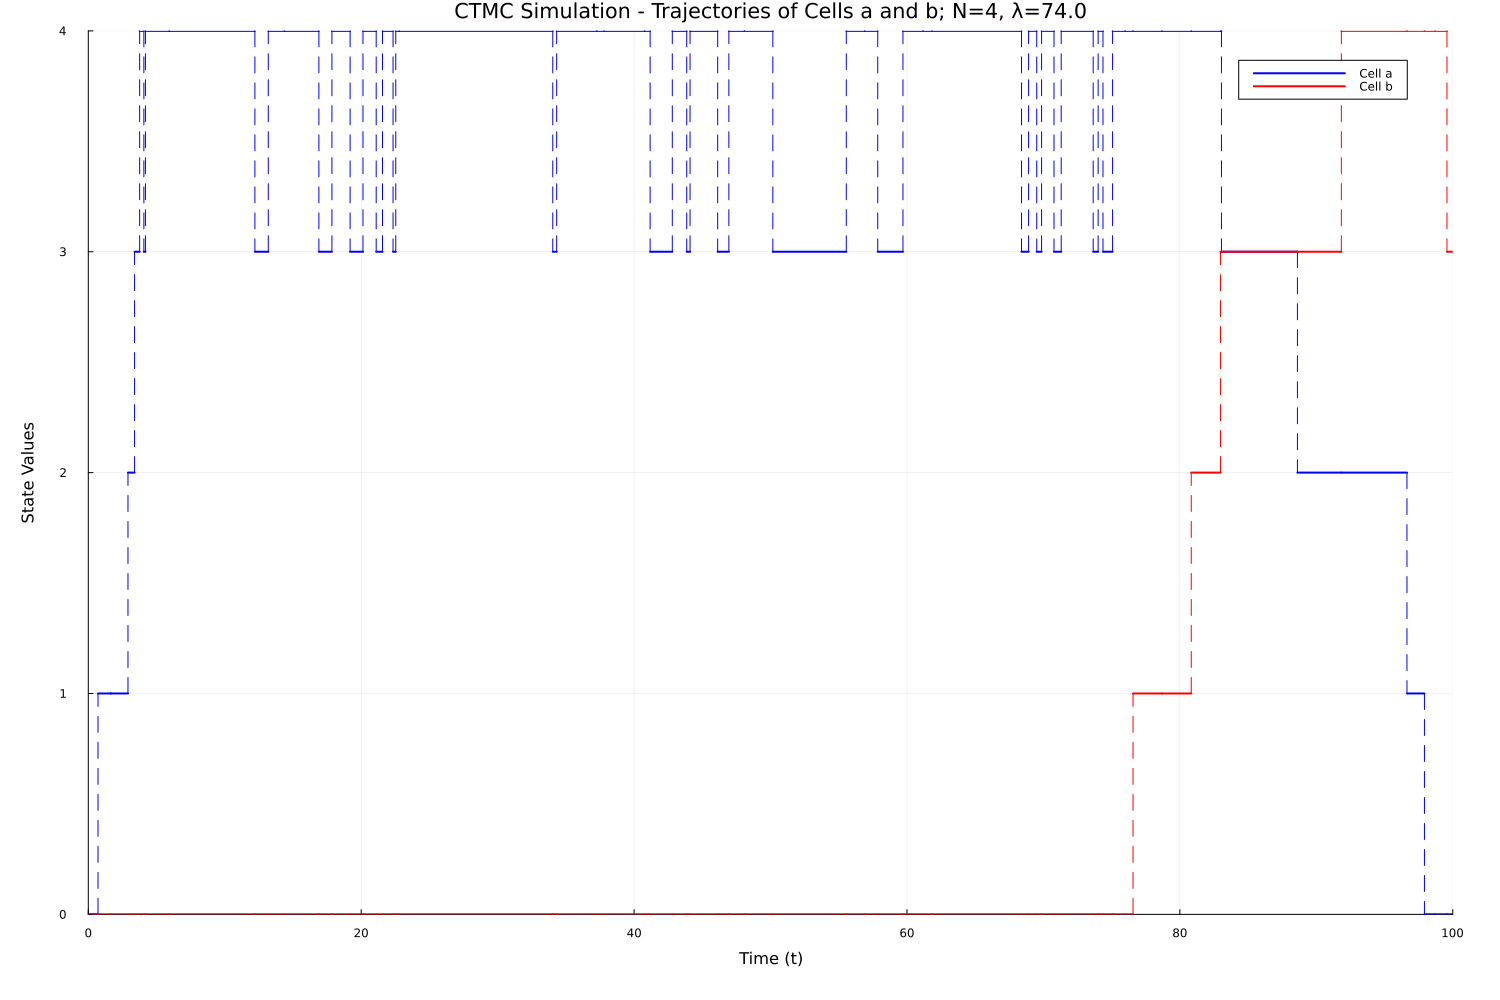 CTMC Simulation - Trajectories of Cells a and b; N=4, λ=74.0
4
Cell a
Cell b
3
State Values
2
1
0
0 20 40 60 80 100
Time (t)